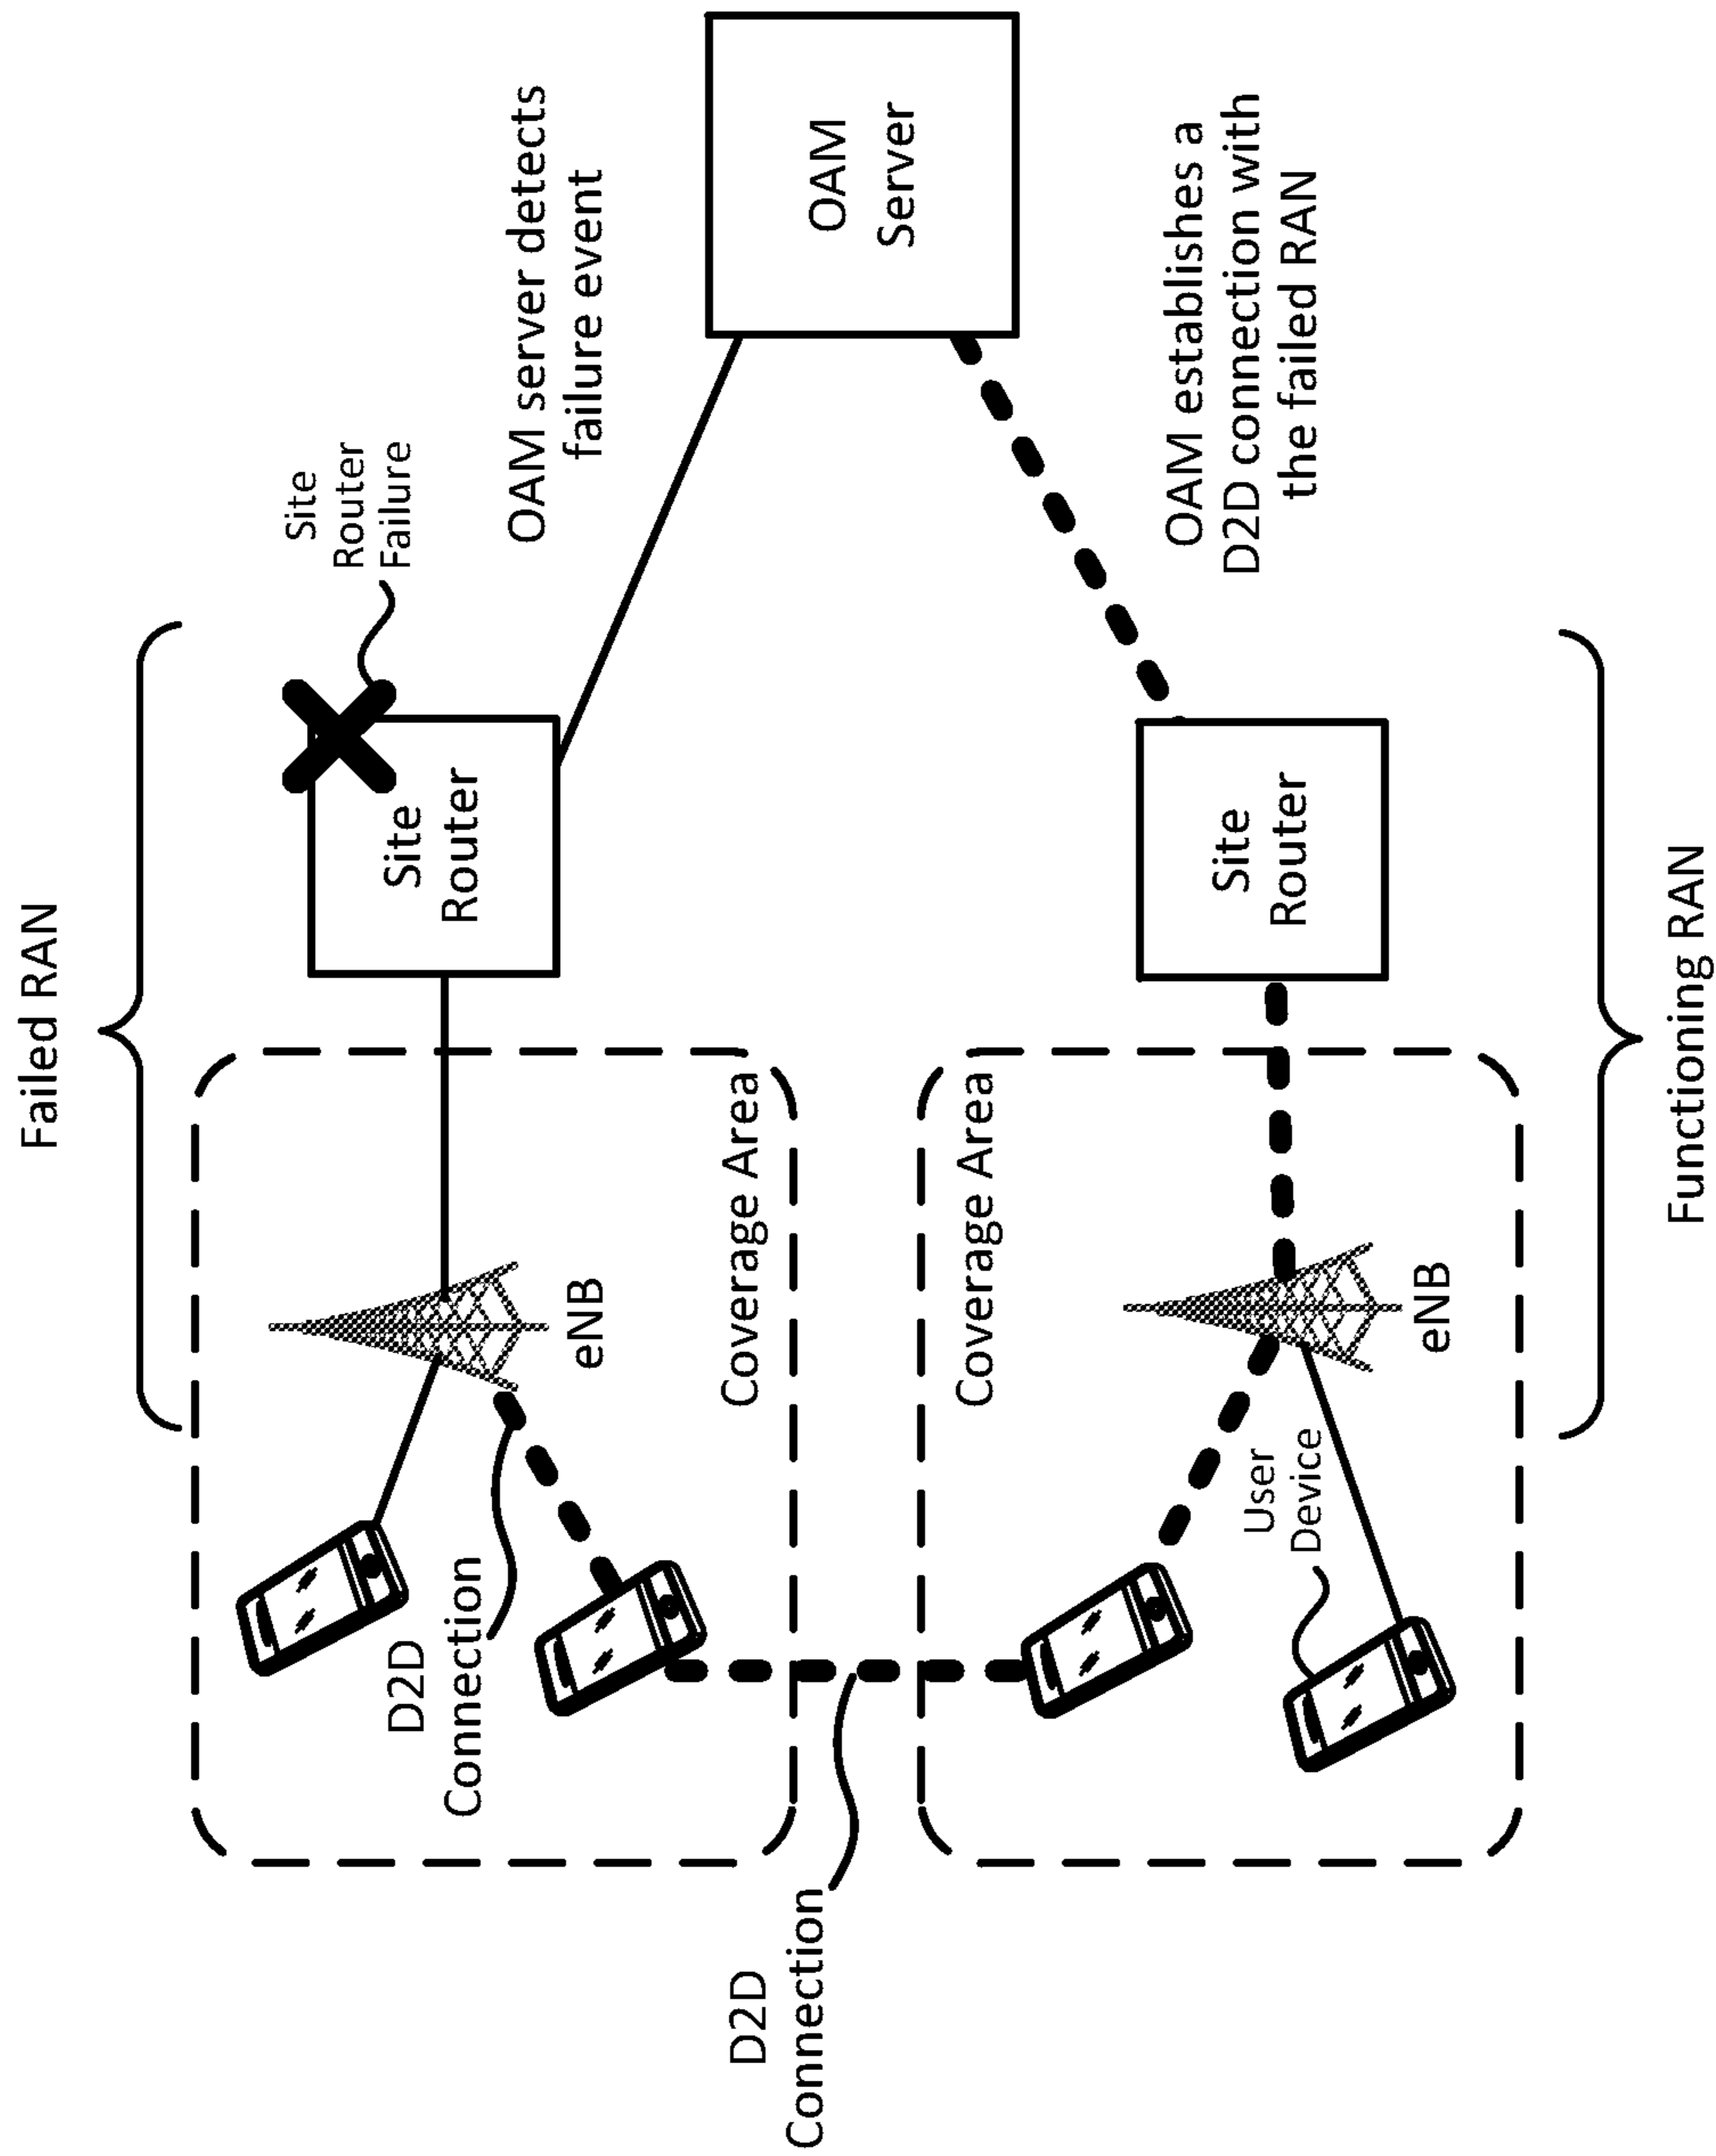 Failed RAN
Site
Router
Failure
OAM server detects
failure event
Site
Router
OAM
Server
eNB
D2D
Connection
Coverage Area
D2D
Connection
Coverage Area
User
Device
eNB
Site
Router
OAM establishes a
D2D connection with
the failed RAN
Functioning RAN